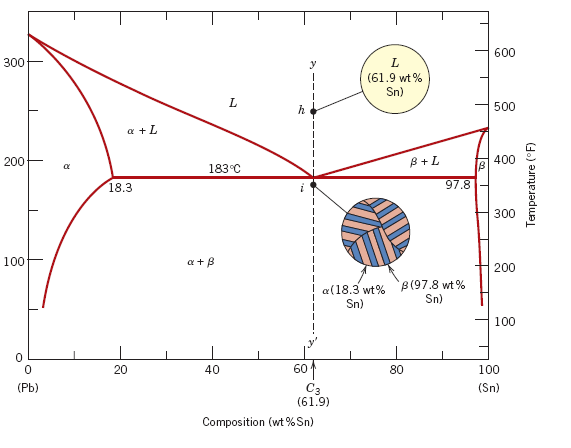 y
L
(61.9 wt%
Sn)
600
300
h
500
L
α + L
200
α
183°C
β + L
β
400
18.3
i
97.8
300
Temperature (°F)
α + β
100
200
α (18.3 wt%
Sn)
β (97.8 wt%
Sn)
100
y′
0
0
20
40
60
80
100
(Pb)
C₃
(Sn)
(61.9)
Composition (wt% Sn)